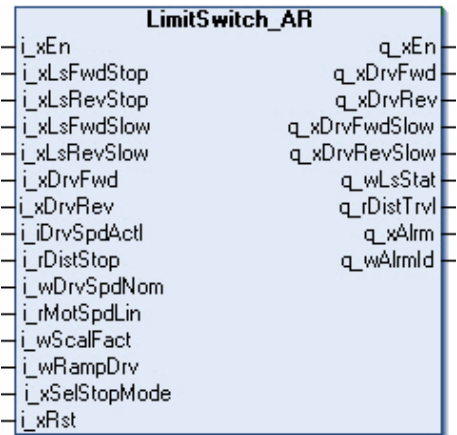 LimitSwitch_AR
i_xEn q_xEn
i_xLsFwdStop q_xDrvFwd
i_xLsRevStop q_xDrvRev
i_xLsFwdSlow q_xDrvFwdSlow
i_xLsRevSlow q_xDrvRevSlow
i_xDrvFwd q_wLsStat
i_xDrvRev q_rDistTrvl
i_iDrvSpdActl q_xAlrm
i_rDistStop q_wAlrmId
i_wDrvSpdNom
i_rMotSpdLin
i_wScalFact
i_wRampDrv
i_xSelStopMode
i_xRst